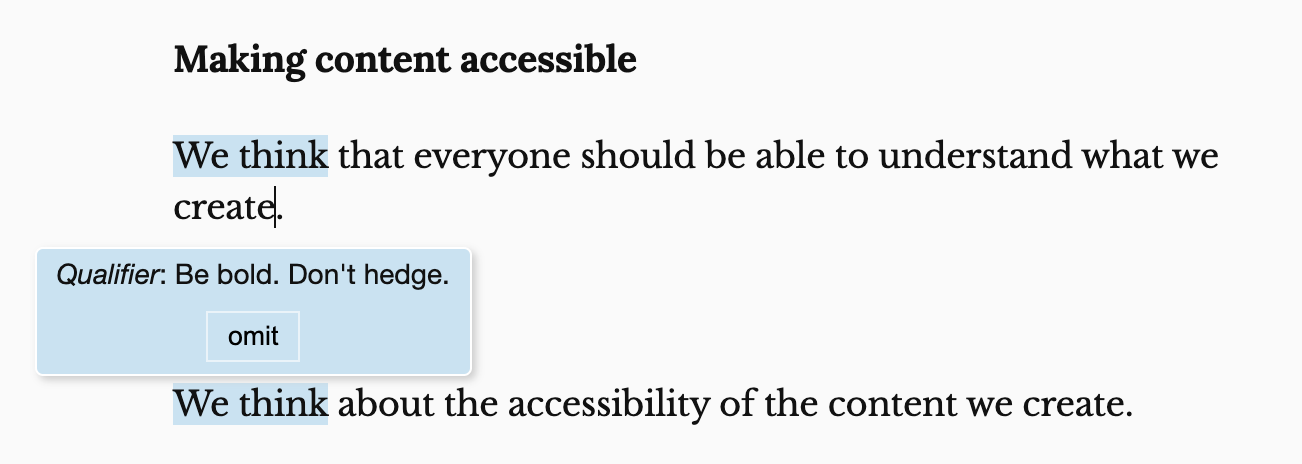 Making content accessible
We think that everyone should be able to understand what we
create.
Qualifier: Be bold. Don't hedge.
omit
We think about the accessibility of the content we create.